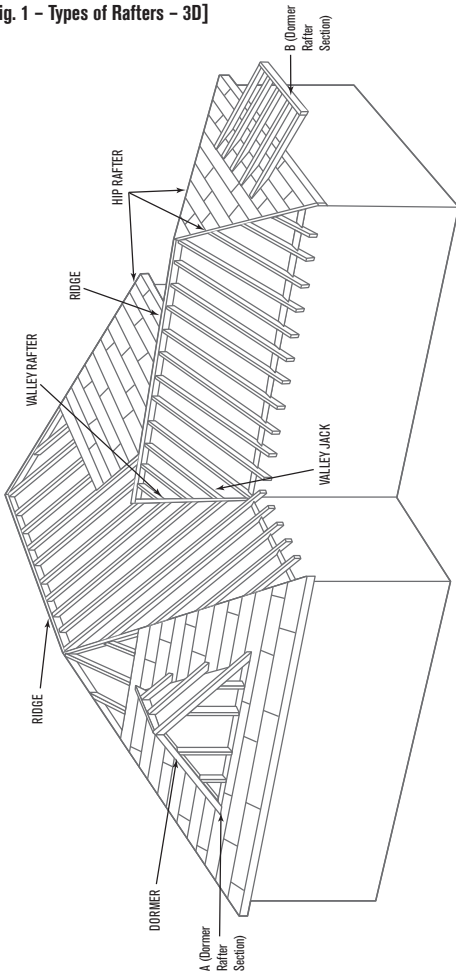 ig. 1 – Types of Rafters – 3D]
B (Dormer
Rafter
Section)
HIP RAFTER
RIDGE
VALLEY RAFTER
VALLEY JACK
RIDGE
DORMER
A (Dormer
Rafter
Section)